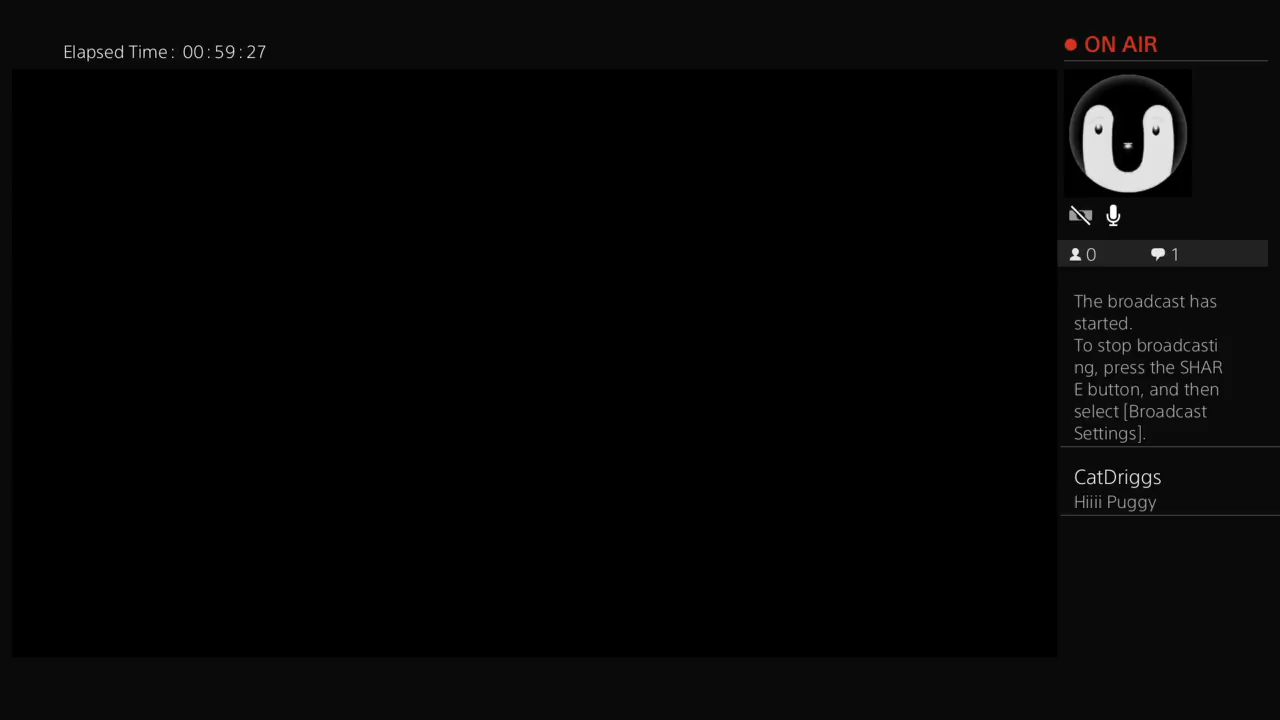 Elapsed Time: 00:59:27
ON AIR
0 1
The broadcast has
started.
To stop broadcasti
ng, press the SHAR
E button, and then
select [Broadcast
Settings].
CatDriggs
Hiiii Puggy